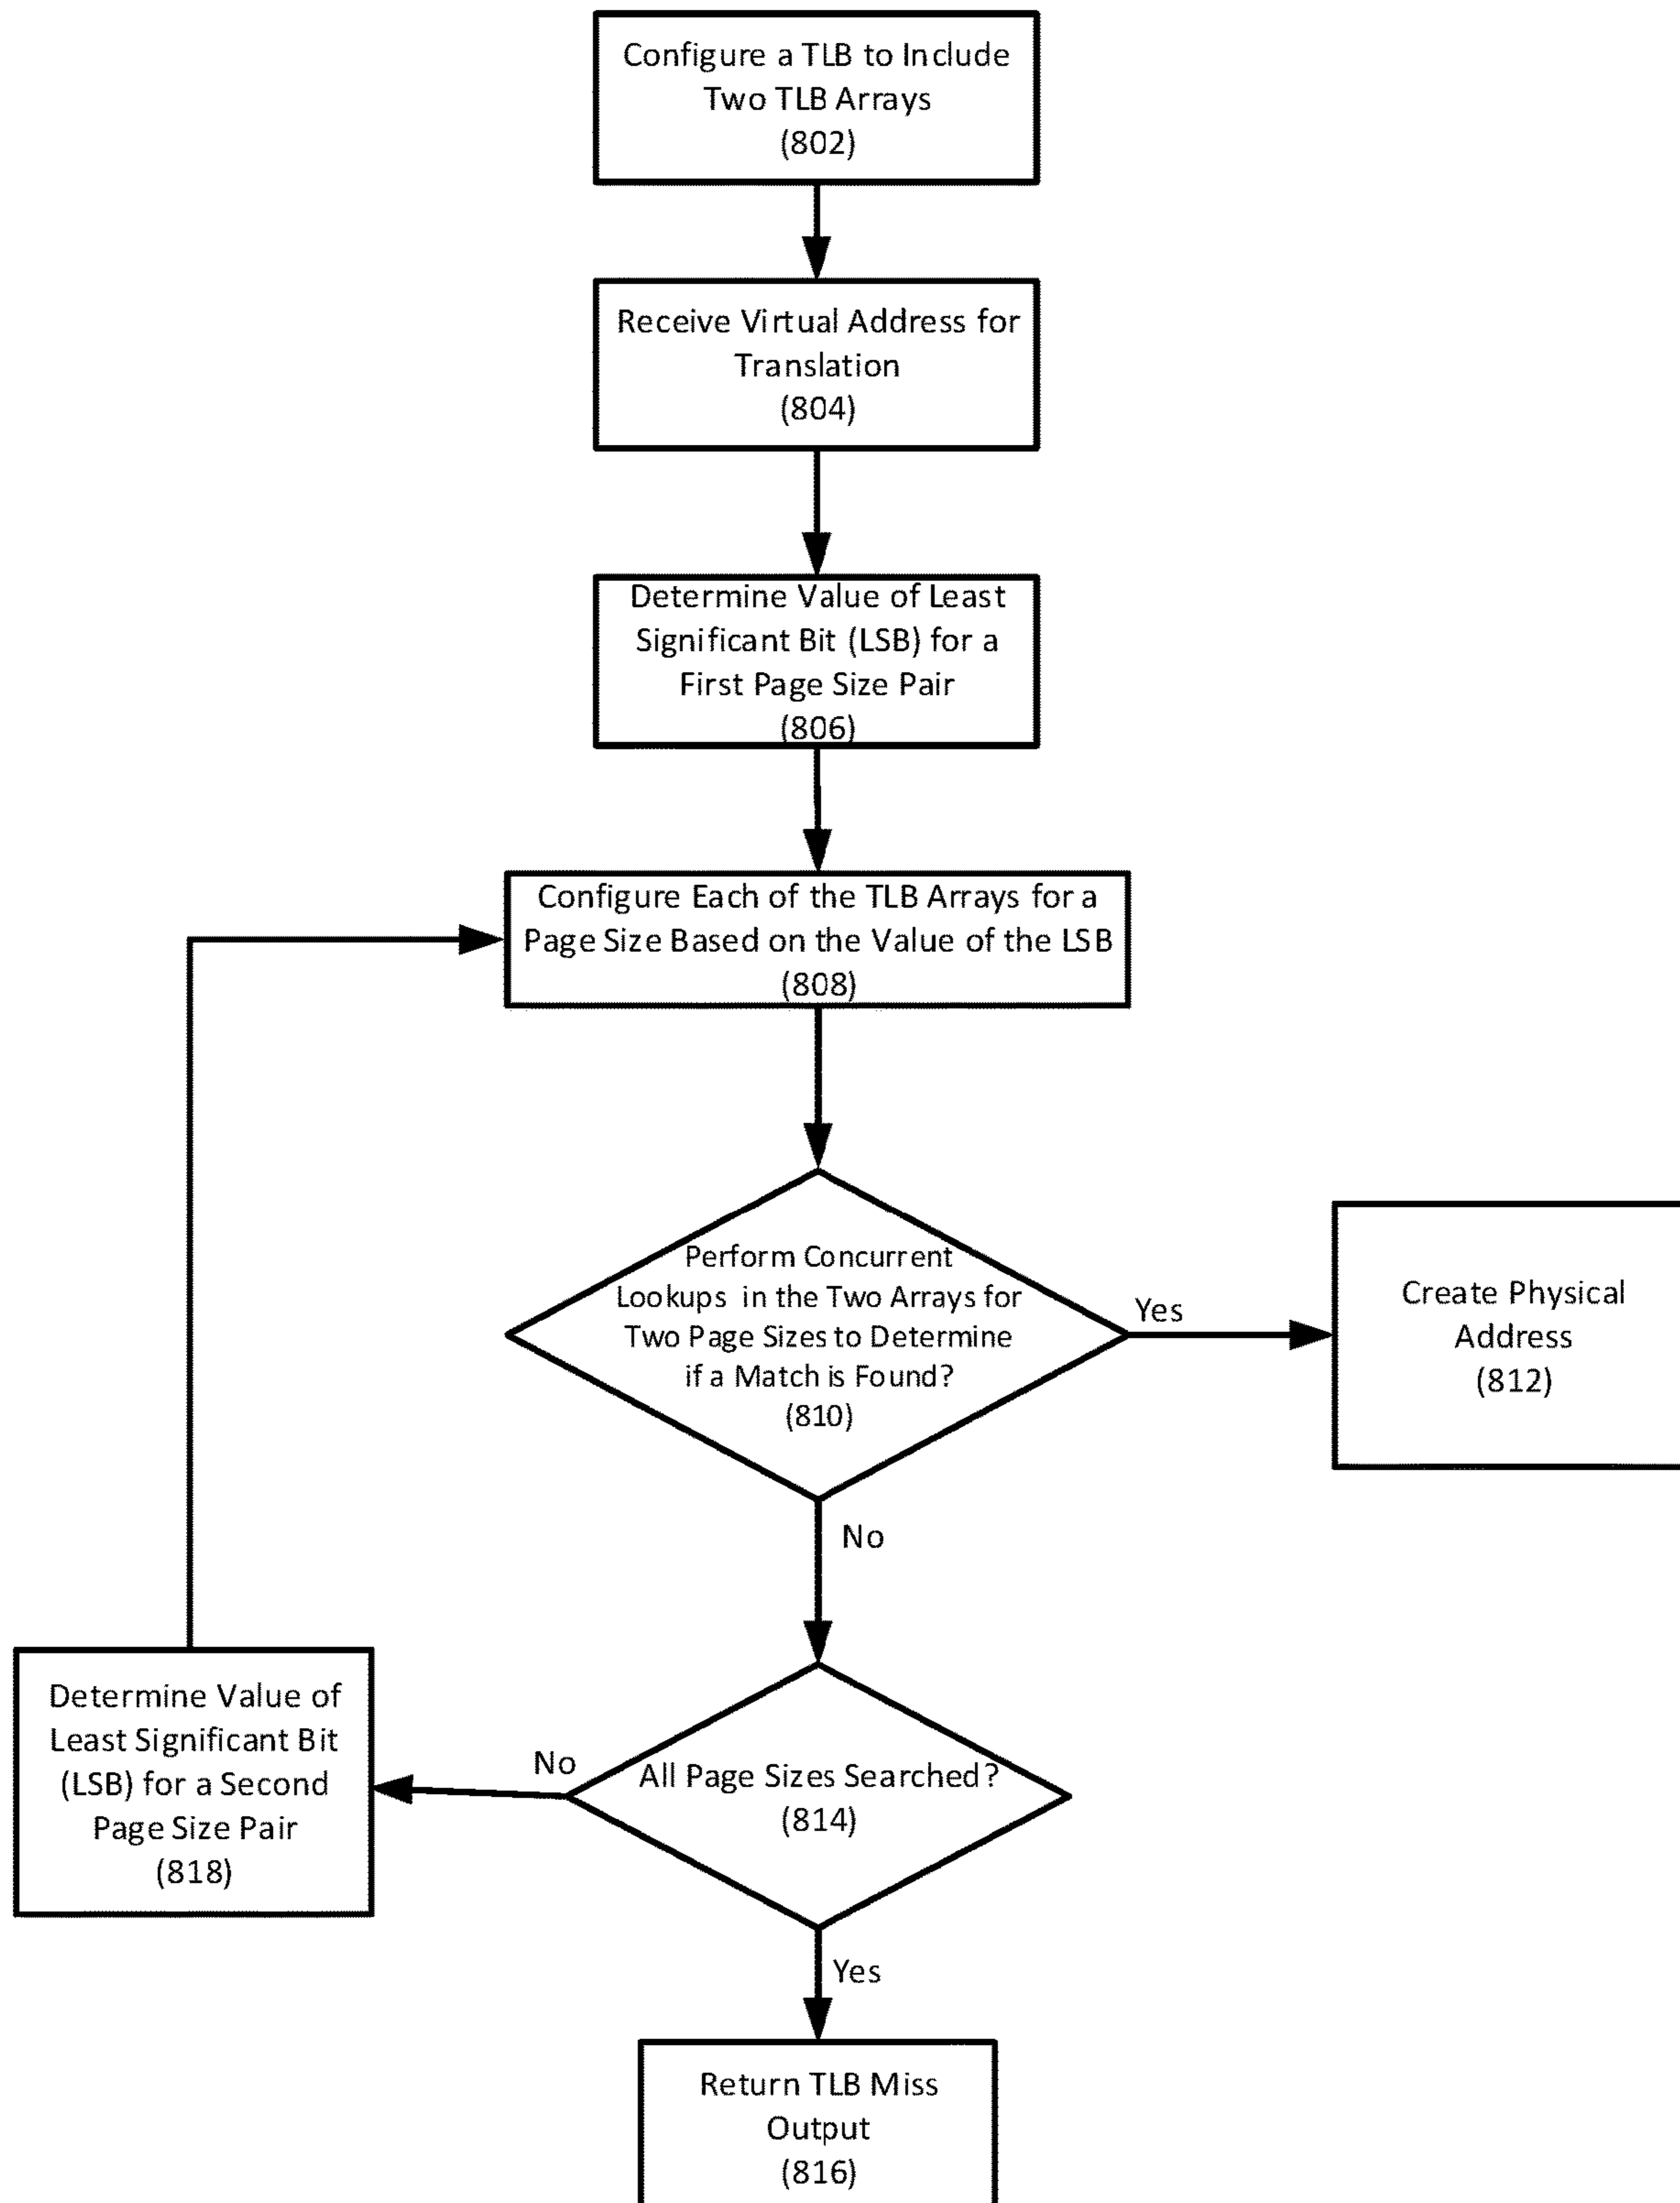 Configure a TLB to Include
Two TLB Arrays
(802)
Receive Virtual Address for
Translation
(804)
Determine Value of Least
Significant Bit (LSB) for a
First Page Size Pair
(806)
Configure Each of the TLB Arrays for a
Page Size Based on the Value of the LSB
(808)
Perform Concurrent
Lookups in the Two Arrays for
Two Page Sizes to Determine
if a Match is Found?
(810)
Yes
Create Physical
Address
(812)
No
All Page Sizes Searched?
(814)
No
Determine Value of
Least Significant Bit
(LSB) for a Second
Page Size Pair
(818)
Yes
Return TLB Miss
Output
(816)